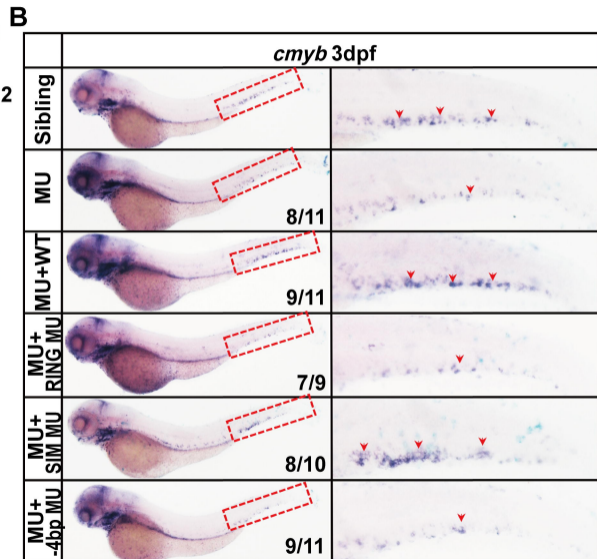 B
cmyb 3dpf
2
Sibling
MU
8/11
MU+WT
9/11
MU+
RING MU
7/9
MU+
SIM MU
8/10
MU+
-4bp MU
9/11